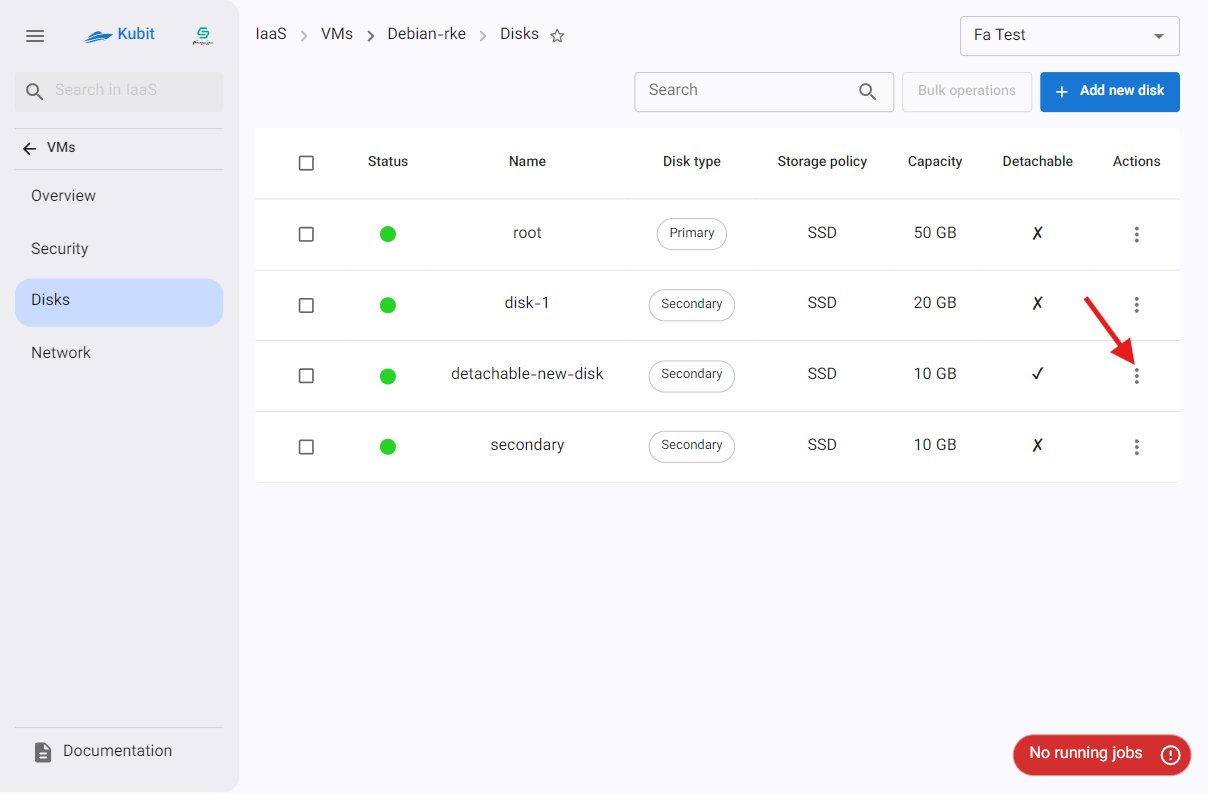 Kubit
IaaS VMs Debian-rke Disks
Fa Test
Search in IaaS
Search
Bulk operations
Add new disk
VMs
Overview
Security
Disks
Network
Status Name Disk type Storage policy Capacity Detachable Actions
root Primary SSD 50 GB ✗
disk-1 Secondary SSD 20 GB ✗
detachable-new-disk Secondary SSD 10 GB ✓
secondary Secondary SSD 10 GB ✗
Documentation
No running jobs